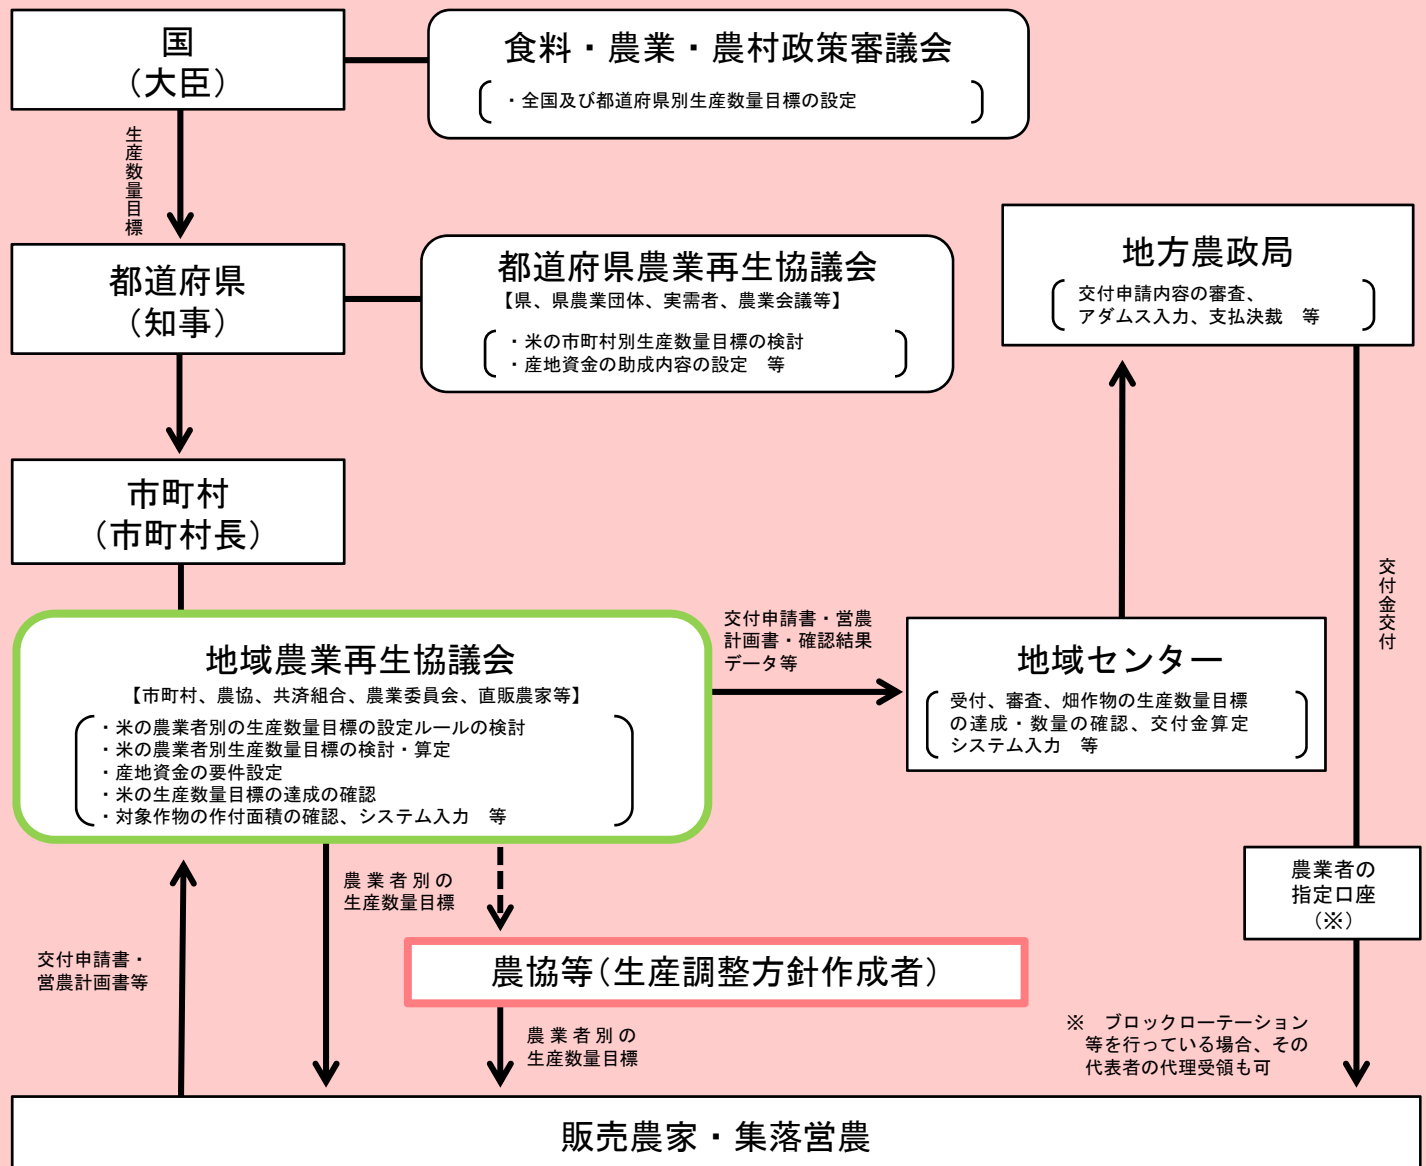 国
（大臣）
食料・農業・農村政策審議会
・全国及び都道府県別生産数量目標の設定
生産数量目標
都道府県
（知事）
都道府県農業再生協議会
【県、県農業団体、実需者、農業会議等】
・米の市町村別生産数量目標の検討
・産地資金の助成内容の設定　等
地方農政局
交付申請内容の審査、
アダムス入力、支払決裁　等
市町村
（市町村長）
地域農業再生協議会
【市町村、農協、共済組合、農業委員会、直販農家等】
・米の農業者別の生産数量目標の設定ルールの検討
・米の農業者別生産数量目標の検討・算定
・産地資金の要件設定
・米の生産数量目標の達成の確認
・対象作物の作付面積の確認、システム入力　等
交付申請書・営農
計画書・確認結果
データ等
地域センター
受付、審査、畑作物の生産数量目標
の達成・数量の確認、交付金算定
システム入力　等
交付金交付
農業者の
指定口座
（※）
農業者別の
生産数量目標
交付申請書・
営農計画書等
農協等（生産調整方針作成者）
農業者別の
生産数量目標
※　ブロックローテーション
等を行っている場合、その
代表者の代理受領も可
販売農家・集落営農